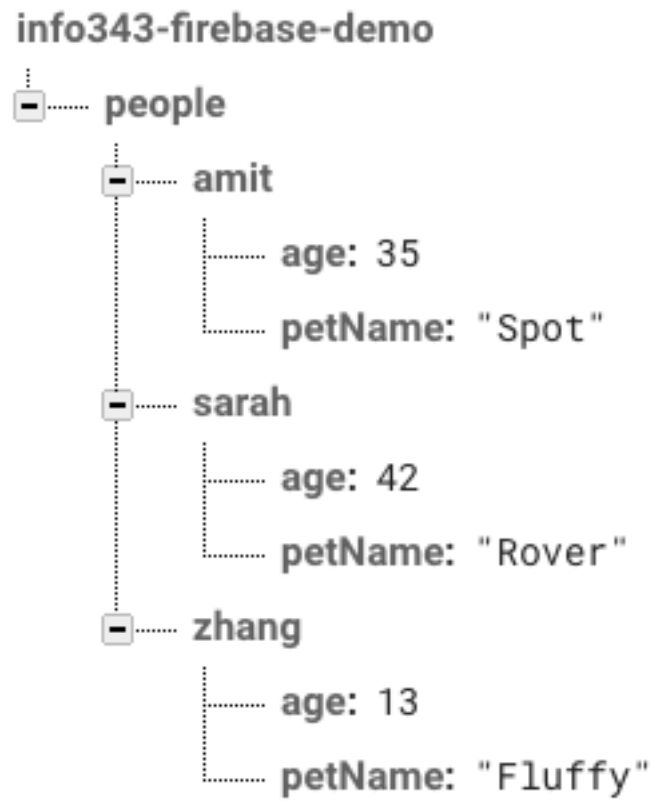 info343-firebase-demo
people
amit
age: 35
petName: "Spot"
sarah
age: 42
petName: "Rover"
zhang
age: 13
petName: "Fluffy"